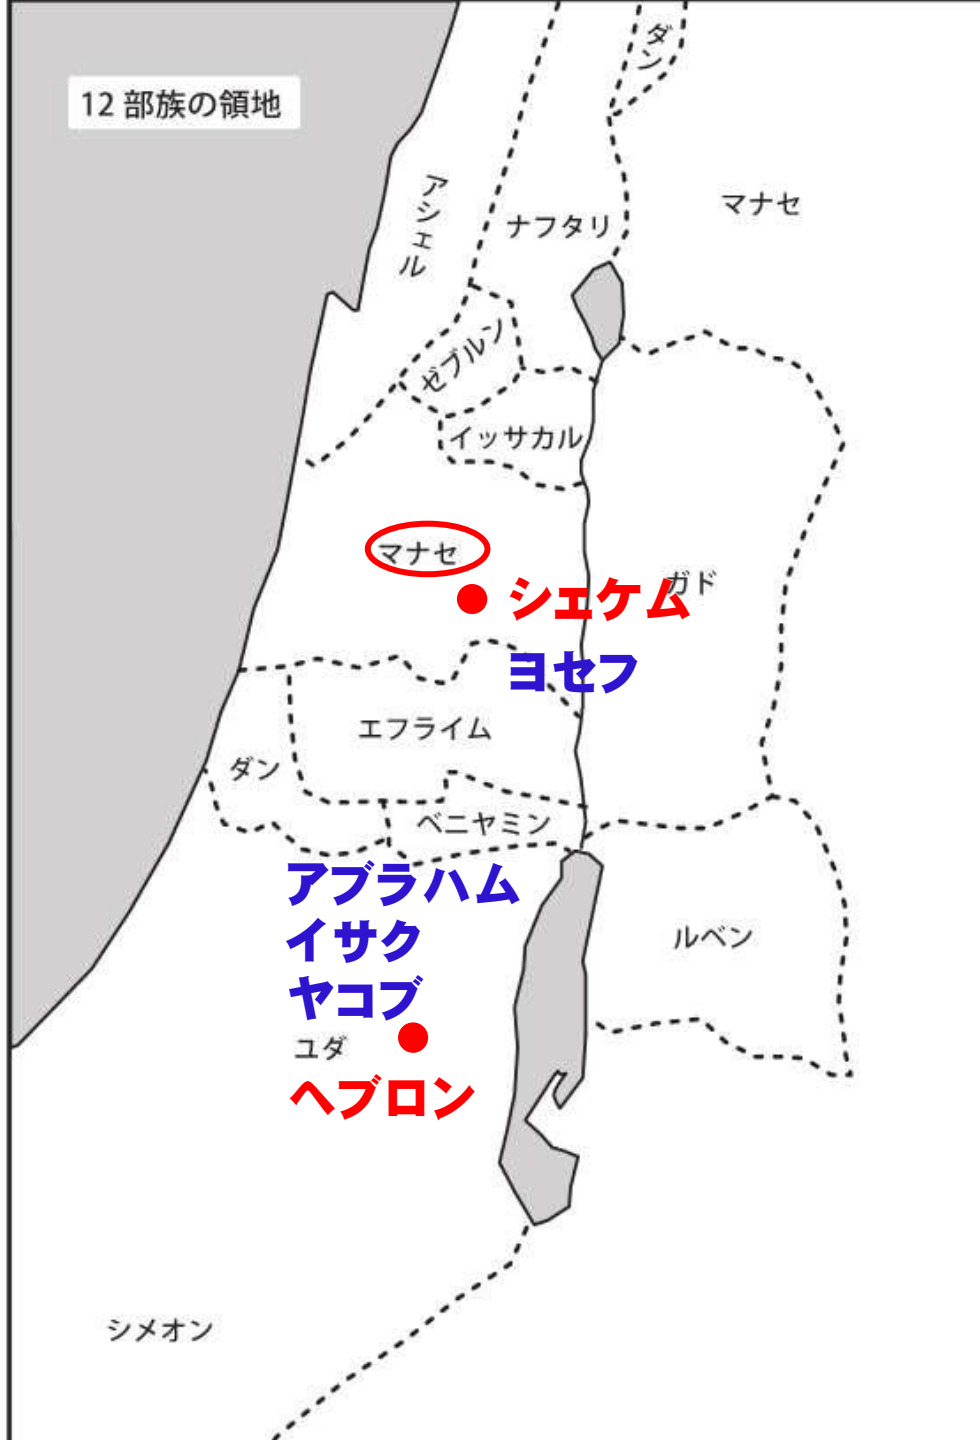 12 部族の領地
ダン
アシェル
ナフタリ
マナセ
ゼブルン
イッサカル
マナセ
シェケム
ガド
ヨセフ
エフライム
ダン
ベニヤミン
アブラハム
イサク
ヤコブ
ルベン
ユダ
ヘブロン
シメオン